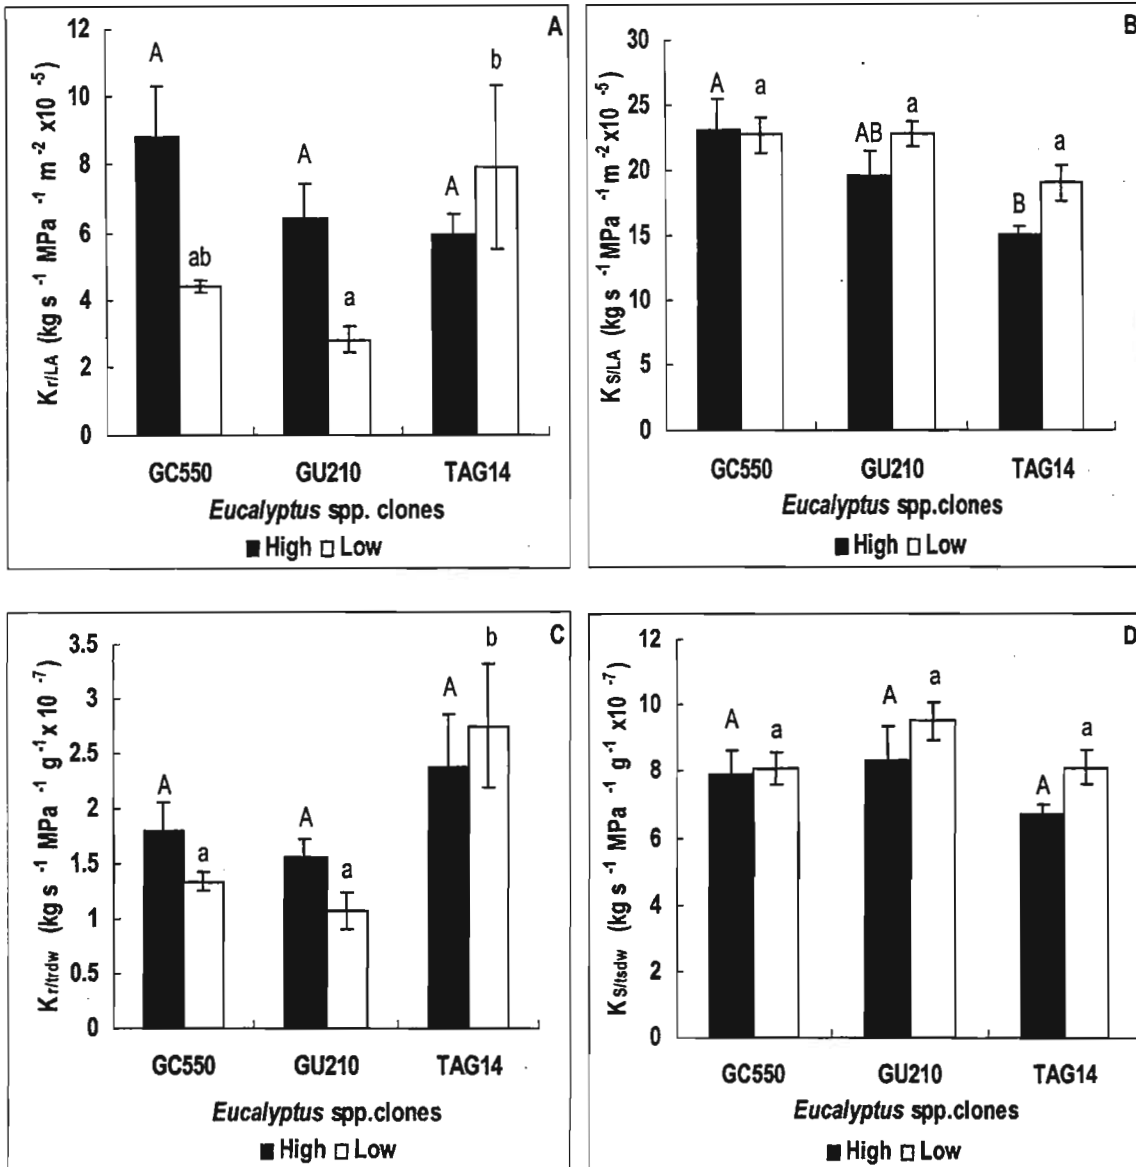 A
K r/LA (kg s -1 MPa -1 m -2 x10 -5)
12
10
8
6
4
2
0
A
ab
A
a
A
b
GC550 GU210 TAG14
Eucalyptus spp. clones
High Low
B
K S/LA (kg s -1 MPa -1 m -2 x10 -5)
30
25
20
15
10
5
0
A
a
AB
a
B
a
GC550 GU210 TAG14
Eucalyptus spp.clones
High Low
C
K r/trdw (kg s -1 MPa -1 g -1 x 10 -7)
3.5
3
2.5
2
1.5
1
0.5
0
A
a
A
a
A
b
GC550 GU210 TAG14
Eucalyptus spp.clones
High Low
D
K S/tsdw (kg s -1 MPa -1 g -1 x10 -7)
12
10
8
6
4
2
0
A
a
A
a
A
a
GC550 GU210 TAG14
Eucalyptus spp.clones
High Low